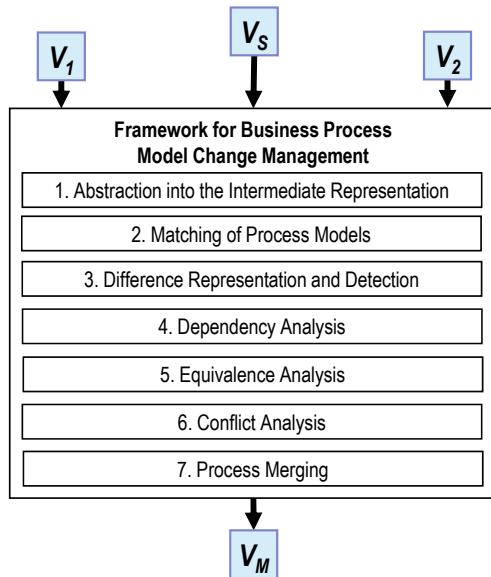 V1
VS
V2
Framework for Business Process
Model Change Management
1. Abstraction into the Intermediate Representation
2. Matching of Process Models
3. Difference Representation and Detection
4. Dependency Analysis
5. Equivalence Analysis
6. Conflict Analysis
7. Process Merging
VM